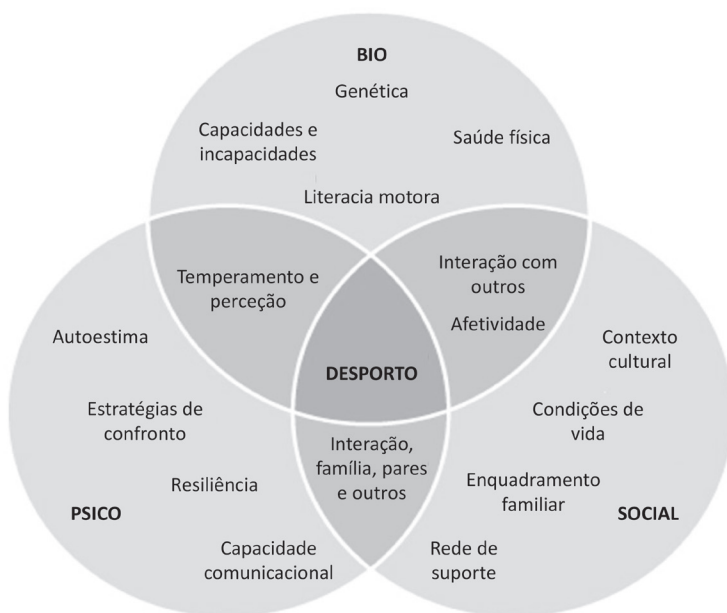 BIO
Genética
Capacidades e
incapacidades
Saúde física
Literacia motora
Temperamento e
perceção
Interação com
outros
Afetividade
Autoestima
Contexto
cultural
DESPORTO
Estratégias de
confronto
Condições de
vida
Interação,
família, pares
e outros
Resiliência
Enquadramento
familiar
PSICO
SOCIAL
Capacidade
comunicacional
Rede de
suporte